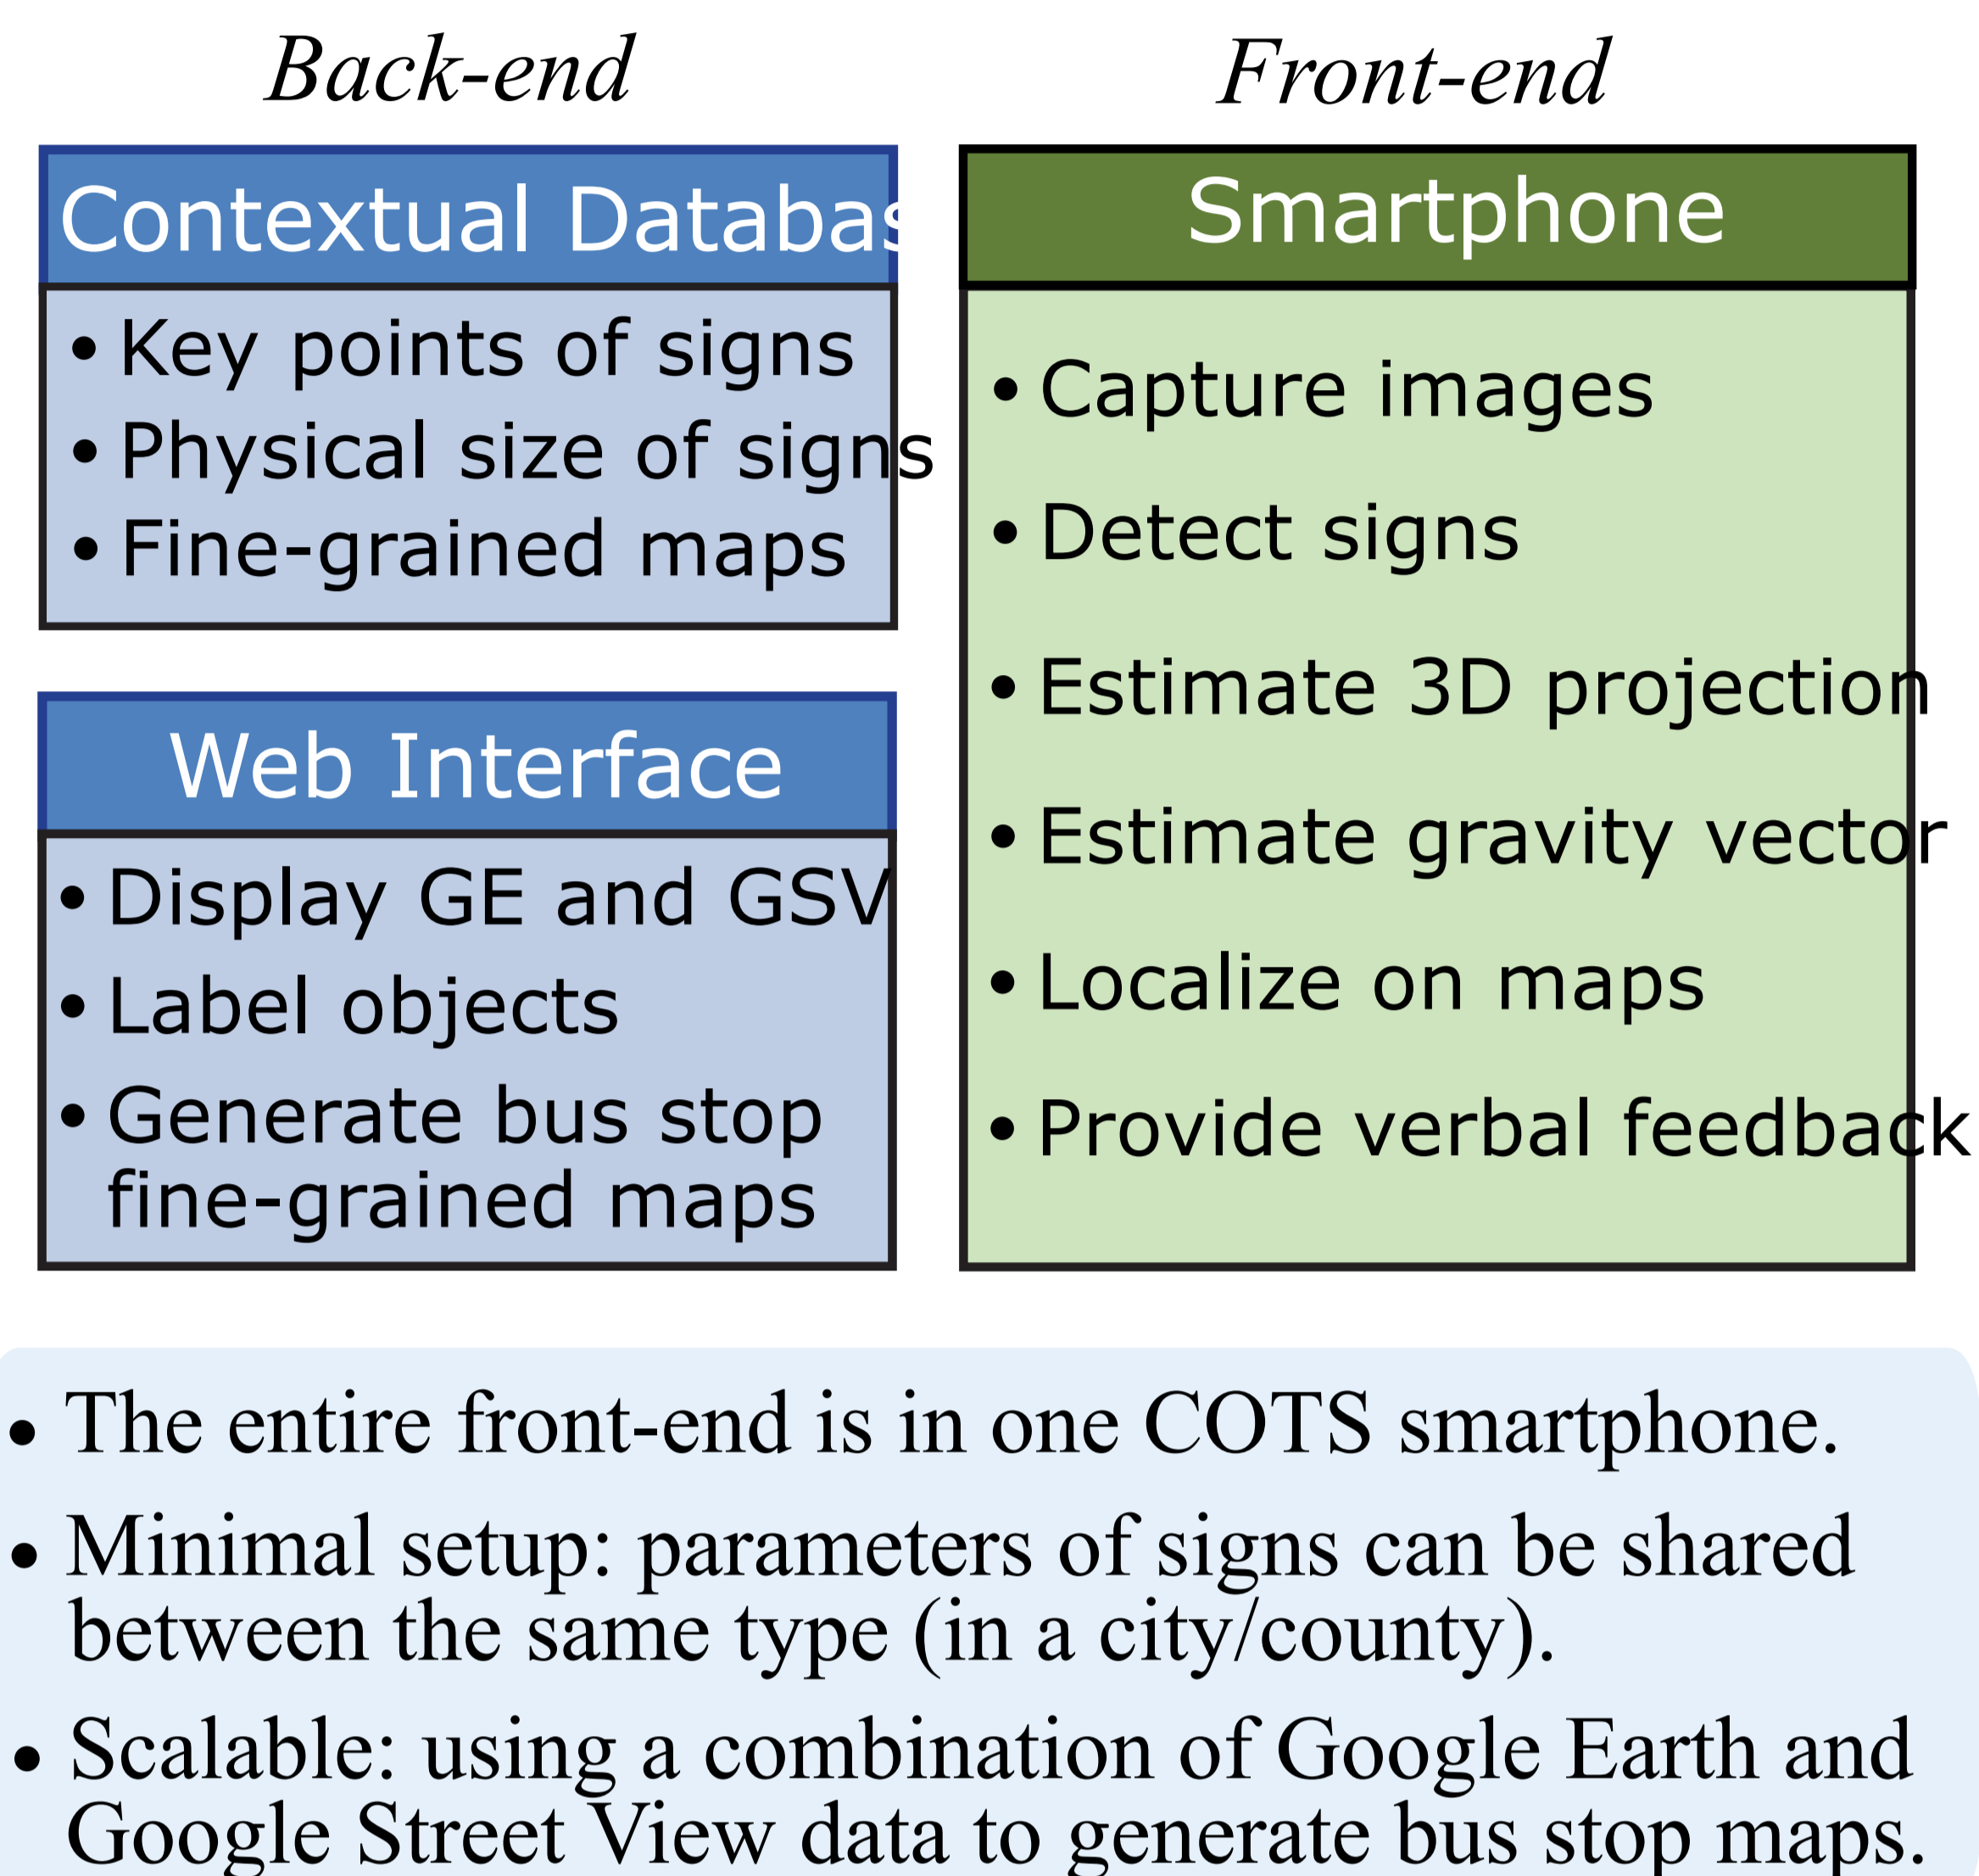 Back-end
Contextual Databas
• Key points of signs
• Physical size of signs
• Fine-grained maps
Web Interface
• Display GE and GSV
• Label objects
• Generate bus stop
fine-grained maps
Front-end
Smartphone
• Capture images
• Detect signs
• Estimate 3D projection
• Estimate gravity vector
• Localize on maps
• Provide verbal feedback
• The entire front-end is in one COTS smartphone.
• Minimal setup: parameters of signs can be shared
between the same type (in a city/county).
• Scalable: using a combination of Google Earth and
Google Street View data to generate bus stop maps.